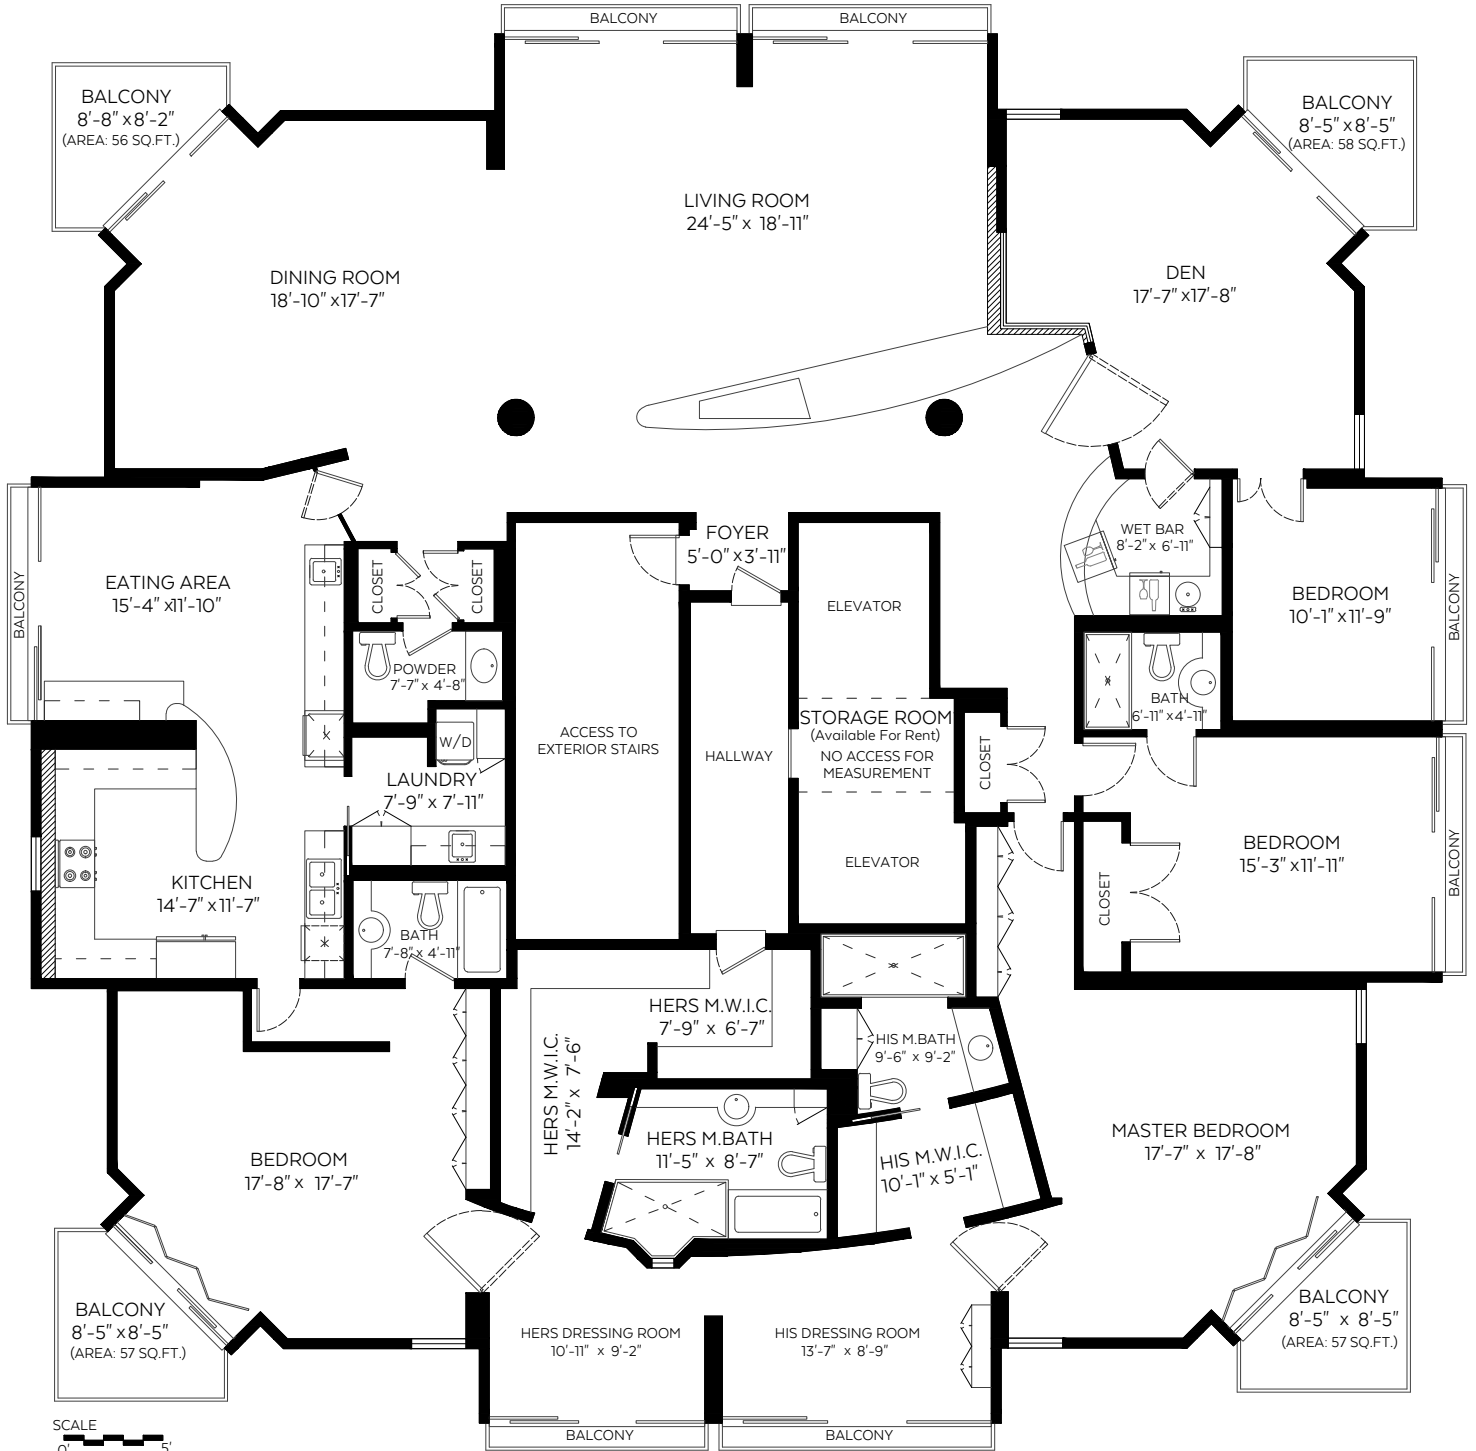 BALCONY
BALCONY
BALCONY
8'-8" x 8'-2"
(AREA: 56 SQ.FT.)
BALCONY
8'-5" x 8'-5"
(AREA: 58 SQ.FT.)
LIVING ROOM
24'-5" x 18'-11"
DINING ROOM
18'-10" x 17'-7"
DEN
17'-7" x 17'-8"
FOYER
5'-0" x 3'-11"
WET BAR
8'-2" x 6'-11"
EATING AREA
15'-4" x 11'-10"
BALCONY
CLOSET
CLOSET
ELEVATOR
BEDROOM
10'-1" x 11'-9"
BALCONY
POWDER
7'-7" x 4'-8"
BATH
6'-11" x 4'-11"
ACCESS TO
EXTERIOR STAIRS
HALLWAY
STORAGE ROOM
(Available For Rent)
NO ACCESS FOR
MEASUREMENT
CLOSET
W/D
LAUNDRY
7'-9" x 7'-11"
ELEVATOR
BEDROOM
15'-3" x 11'-11"
BALCONY
CLOSET
KITCHEN
14'-7" x 11'-7"
BATH
7'-8" x 4'-11"
HERS M.W.I.C.
7'-9" x 6'-7"
HERS M.W.I.C.
14'-2" x 7'-6"
HIS M.BATH
9'-6" x 9'-2"
HERS M.BATH
11'-5" x 8'-7"
HIS M.W.I.C.
10'-1" x 5'-1"
MASTER BEDROOM
17'-7" x 17'-8"
BEDROOM
17'-8" x 17'-7"
BALCONY
8'-5" x 8'-5"
(AREA: 57 SQ.FT.)
HERS DRESSING ROOM
10'-11" x 9'-2"
HIS DRESSING ROOM
13'-7" x 8'-9"
BALCONY
8'-5" x 8'-5"
(AREA: 57 SQ.FT.)
BALCONY
BALCONY
SCALE
0' 5'